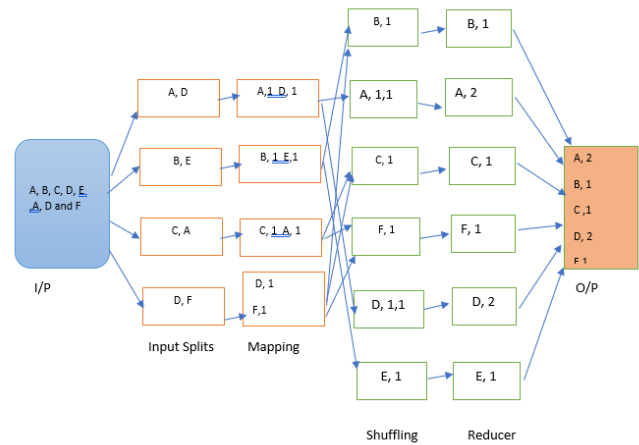 A, B, C, D, E
A, D and F
I/P
A, D
B, E
C, A
D, F
Input Splits
A,1 D, 1
B, 1 E,1
C, 1 A, 1
D, 1
F,1
Mapping
B, 1
A, 1,1
C, 1
F, 1
D, 1,1
E, 1
Shuffling
B, 1
A, 2
C, 1
F, 1
D, 2
E, 1
Reducer
A, 2
B, 1
C ,1
D, 2
O/P